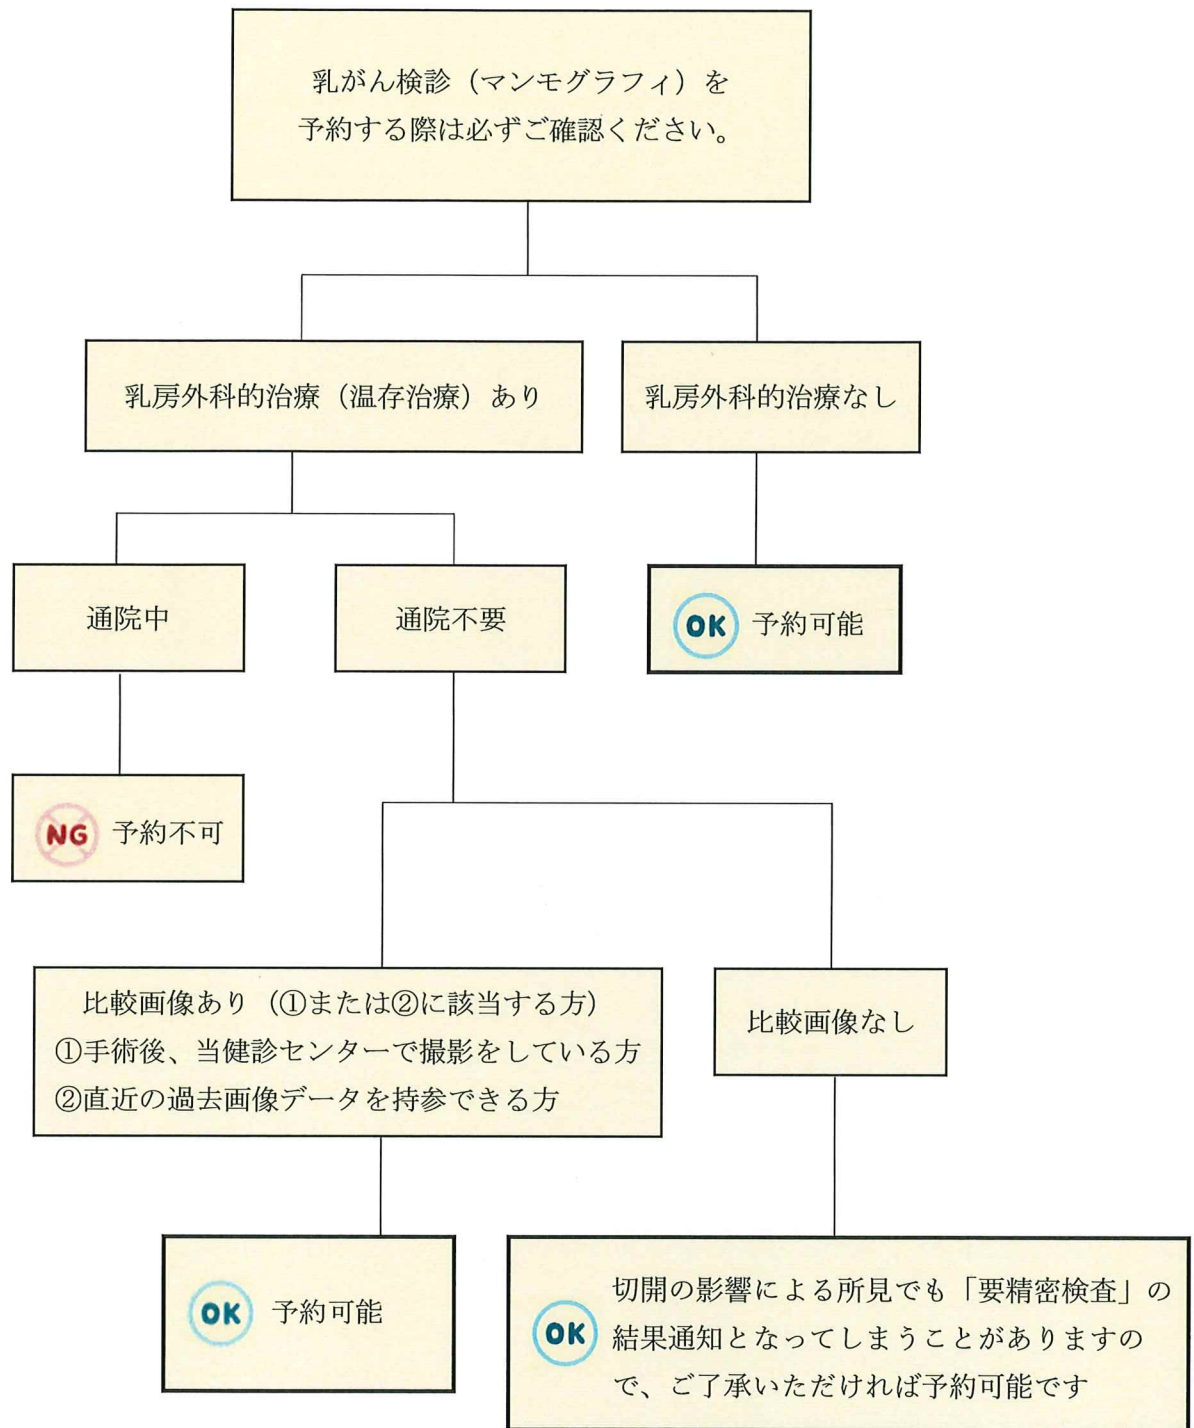 乳がん検診（マンモグラフィ）を
予約する際は必ずご確認ください。
乳房外科的治療（温存治療）あり
乳房外科的治療なし
通院中
通院不要
OK 予約可能
NG 予約不可
比較画像あり（①または②に該当する方）
①手術後、当健診センターで撮影をしている方
②直近の過去画像データを持参できる方
比較画像なし
OK 予約可能
OK
切開の影響による所見でも「要精密検査」の
結果通知となってしまうことがありますの
で、ご了承いただければ予約可能です